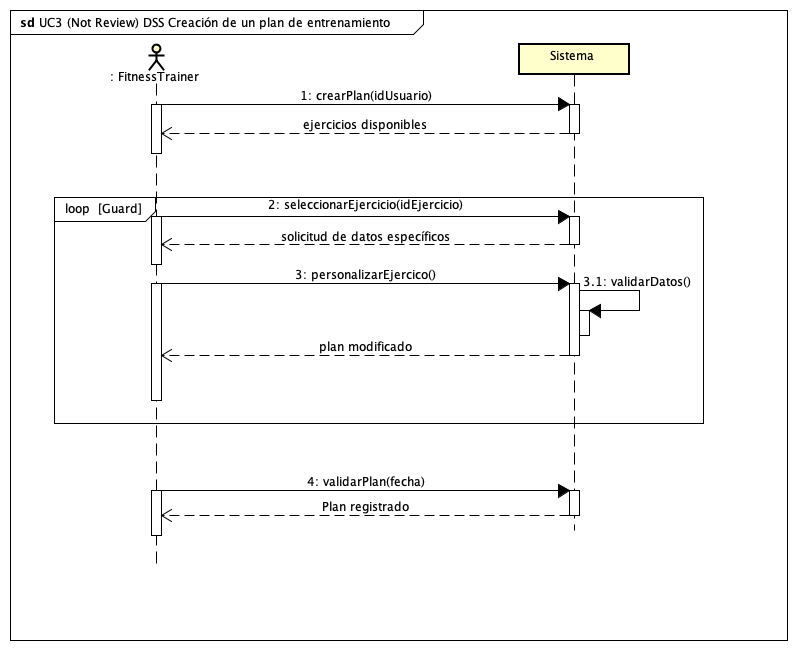 sd UC3 (Not Review) DSS Creación de un plan de entrenamiento
: FitnessTrainer
Sistema
1: crearPlan(idUsuario)
ejercicios disponibles
loop [Guard]
2: seleccionarEjercicio(idEjercicio)
solicitud de datos específicos
3: personalizarEjercico()
3.1: validarDatos()
plan modificado
4: validarPlan(fecha)
Plan registrado